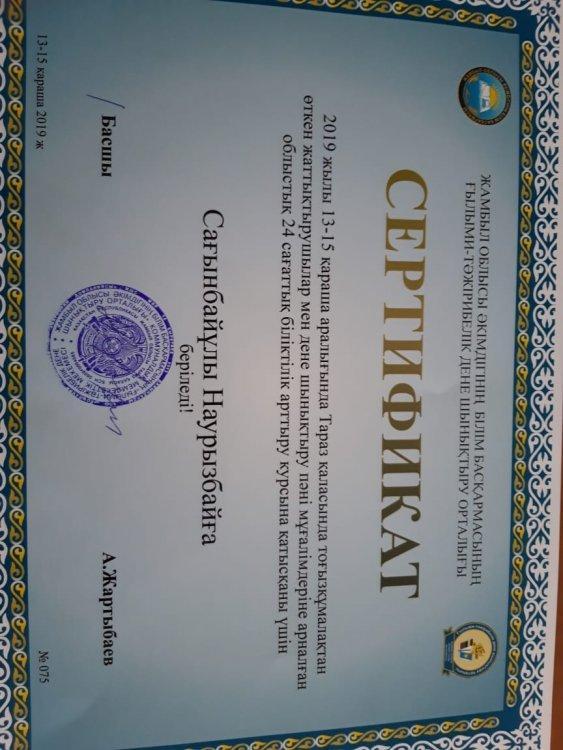 ЖАМБЫЛ ОБЛЫСЫ ӘКІМДІГІНІҢ БІЛІМ БАСҚАРМАСЫНЫҢ
ҒЫЛЫМИ-ТӘЖІРИБЕЛІК ДЕНЕ ШЫНЫҚТЫРУ ОРТАЛЫҒЫ
СЕРТИФИКАТ
2019 жылы 13-15 қараша аралығында Тараз қаласында тоғызқұмалақтан
өткен жаттықтырушылар мен дене шынықтыру пәні мұғалімдеріне арналған
облыстық 24 сағаттық біліктілік арттыру курсына қатысқаны үшін
Сағынбайұлы Наурызбайға
беріледі!
Басшы А.Жартыбаев
13-15 қараша 2019 ж № 075